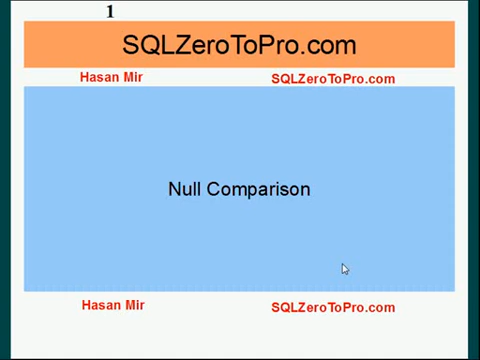 1
SQLZeroToPro.com
Hasan Mir SQLZeroToPro.com
Null Comparison
Hasan Mir SQLZeroToPro.com